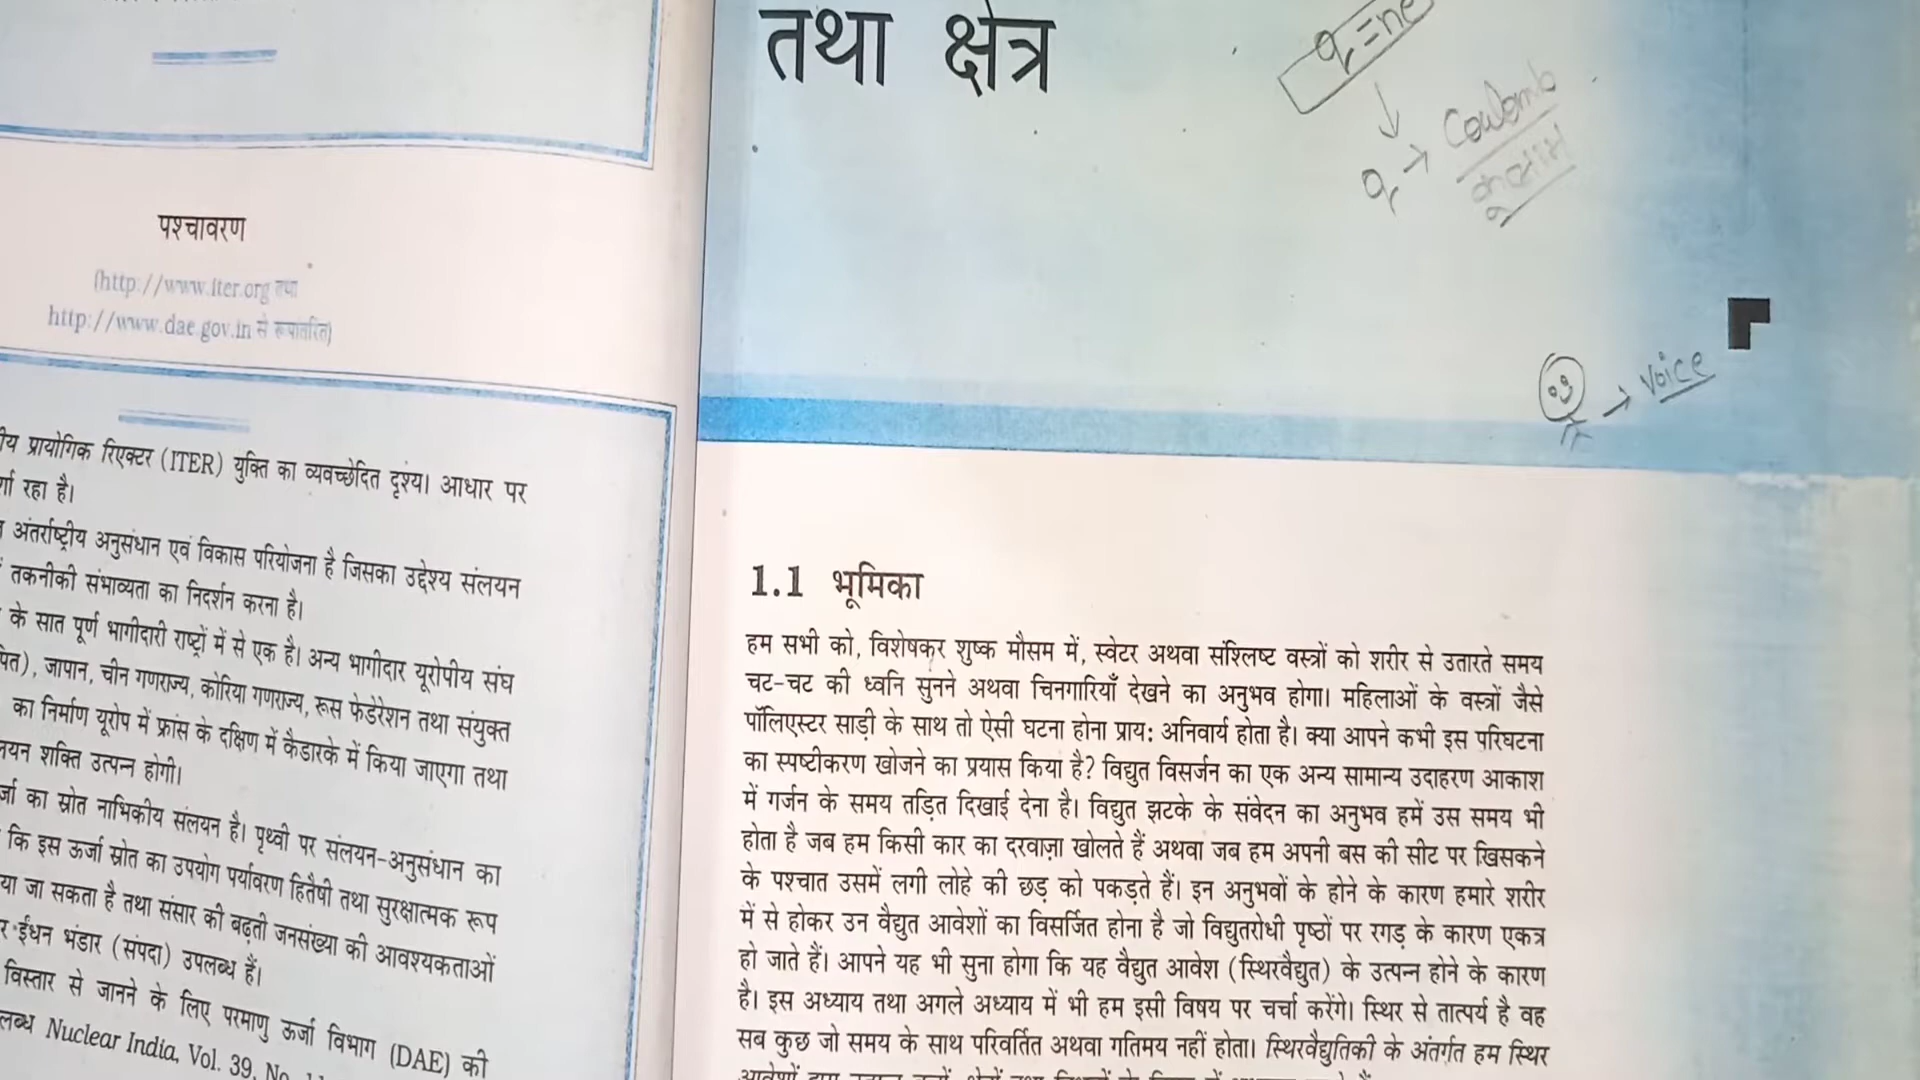 पश्चावरण
(http://www.iter.org तथा
http://www.dae.gov.in से रूपांतरित)
प्रायोगिक रिएक्टर (ITER) युक्ति का व्यवच्छेदित दृश्य। आधार पर
रहा है।
अंतर्राष्ट्रीय अनुसंधान एवं विकास परियोजना है जिसका उद्देश्य संलयन
तकनीकी संभाव्यता का निदर्शन करना है।
के सात पूर्ण भागीदारी राष्ट्रों में से एक है। अन्य भागीदार यूरोपीय संघ
जापान, चीन गणराज्य, कोरिया गणराज्य, रूस फेडेरेशन तथा संयुक्त
का निर्माण यूरोप में फ्रांस के दक्षिण में कैडारके में किया जाएगा तथा
शक्ति उत्पन्न होगी।
का स्रोत नाभिकीय संलयन है। पृथ्वी पर संलयन-अनुसंधान का
कि इस ऊर्जा स्रोत का उपयोग पर्यावरण हितैषी तथा सुरक्षात्मक रूप
जा सकता है तथा संसार की बढ़ती जनसंख्या की आवश्यकताओं
ईंधन भंडार (संपदा) उपलब्ध हैं।
विस्तार से जानने के लिए परमाणु ऊर्जा विभाग (DAE) की
Nuclear India, Vol. 39, No.
तथा क्षेत्र
q=ne
q → Coulomb
कूलाम
→ Voice
1.1 भूमिका
हम सभी को, विशेषकर शुष्क मौसम में, स्वेटर अथवा संश्लिष्ट वस्त्रों को शरीर से उतारते समय
चट-चट की ध्वनि सुनने अथवा चिनगारियाँ देखने का अनुभव होगा। महिलाओं के वस्त्रों जैसे
पॉलिएस्टर साड़ी के साथ तो ऐसी घटना होना प्राय: अनिवार्य होता है। क्या आपने कभी इस परिघटना
का स्पष्टीकरण खोजने का प्रयास किया है? विद्युत विसर्जन का एक अन्य सामान्य उदाहरण आकाश
में गर्जन के समय तड़ित दिखाई देना है। विद्युत झटके के संवेदन का अनुभव हमें उस समय भी
होता है जब हम किसी कार का दरवाज़ा खोलते हैं अथवा जब हम अपनी बस की सीट पर खिसकने
के पश्चात उसमें लगी लोहे की छड़ को पकड़ते हैं। इन अनुभवों के होने के कारण हमारे शरीर
में से होकर उन वैद्युत आवेशों का विसर्जित होना है जो विद्युतरोधी पृष्ठों पर रगड़ के कारण एकत्र
हो जाते हैं। आपने यह भी सुना होगा कि यह वैद्युत आवेश (स्थिरवैद्युत) के उत्पन्न होने के कारण
है। इस अध्याय तथा अगले अध्याय में भी हम इसी विषय पर चर्चा करेंगे। स्थिर से तात्पर्य है वह
सब कुछ जो समय के साथ परिवर्तित अथवा गतिमय नहीं होता। स्थिरवैद्युतिकी के अंतर्गत हम स्थिर